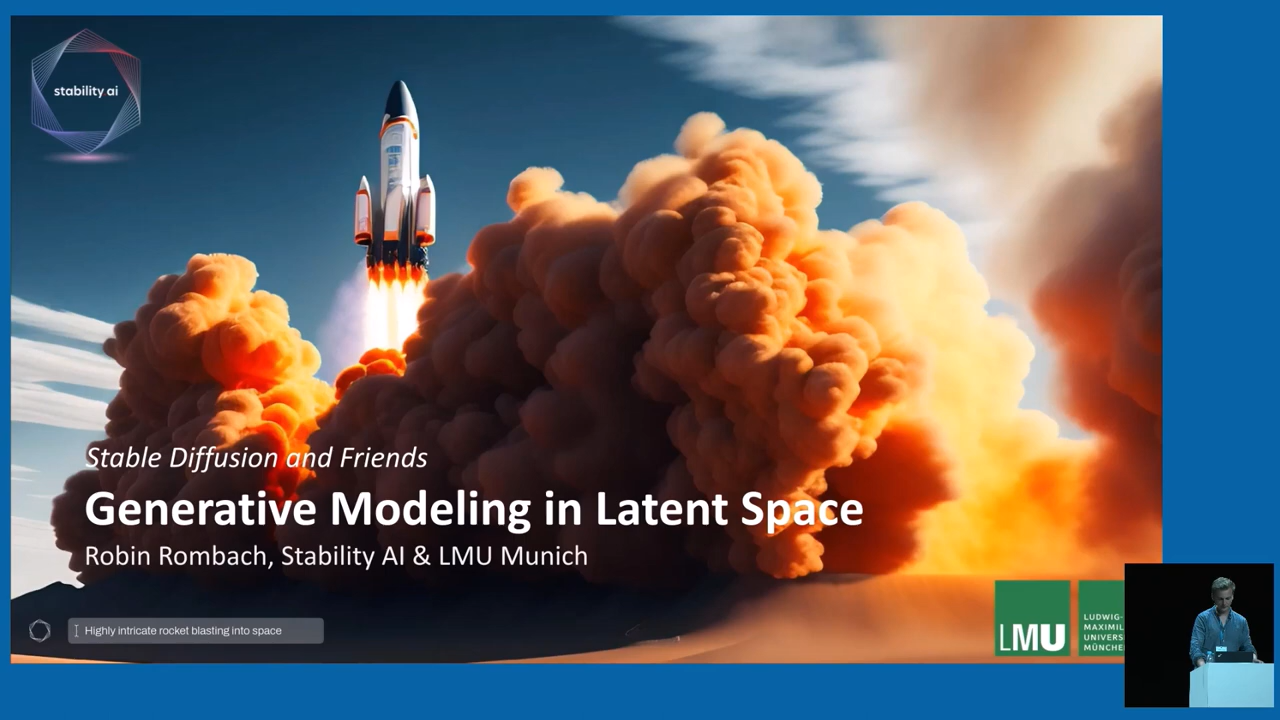 stability ai
Stable Diffusion and Friends
Generative Modeling in Latent Space
Robin Rombach, Stability AI & LMU Munich
Highly intricate rocket blasting into space
LMU
LUDWIG-
MAXIMIL
UNIVERS
MÜNCHE